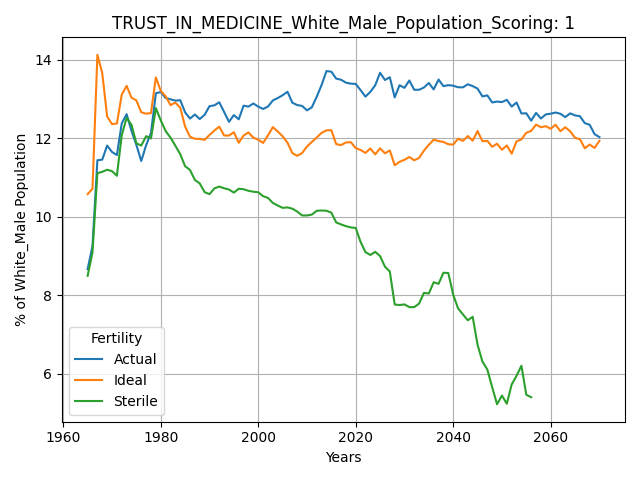 TRUST_IN_MEDICINE_White_Male_Population_Scoring: 1
% of White_Male Population
14
12
10
8
6
Fertility
Actual
Ideal
Sterile
1960
1980
2000
2020
2040
2060
Years